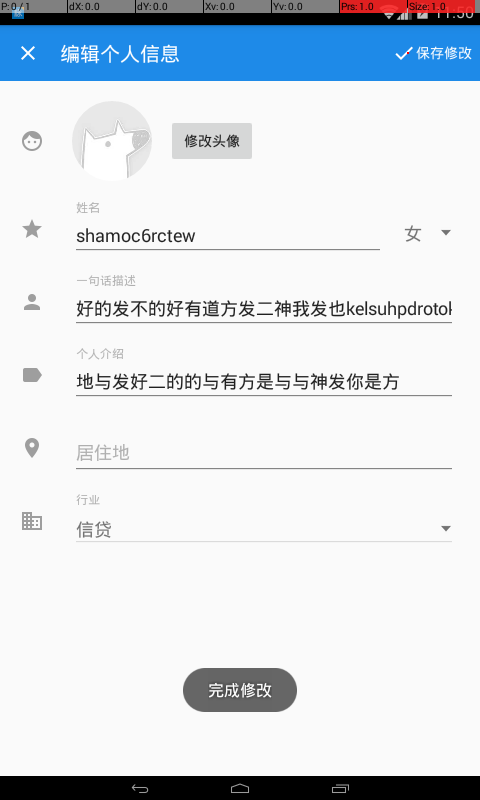 P: 0 / 1 dX: 0.0 dY: 0.0 Xv: 0.0 Yv: 0.0 Prs: 1.0 Size: 1.0
11:50
编辑个人信息 保存修改
修改头像
姓名
shamoc6rctew 女
一句话描述
好的发不的好有道方发二神我发也kelsuhpdrotok
个人介绍
地与发好二的的与有方是与与神发你是方
居住地
行业
信贷
完成修改